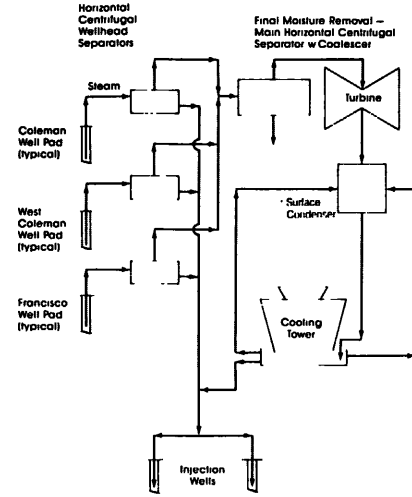 Horizontal
Centrifugal
Wellhead
Separators
Final Moisture Removal –
Main Horizontal Centrifugal
Separator w Coalescer
Steam
Turbine
Coleman
Well Pad
(typical)
West
Coleman
Well Pad
(typical)
Surface
Condenser
Francisco
Well Pad
(typical)
Cooling
Tower
Injection
Wells